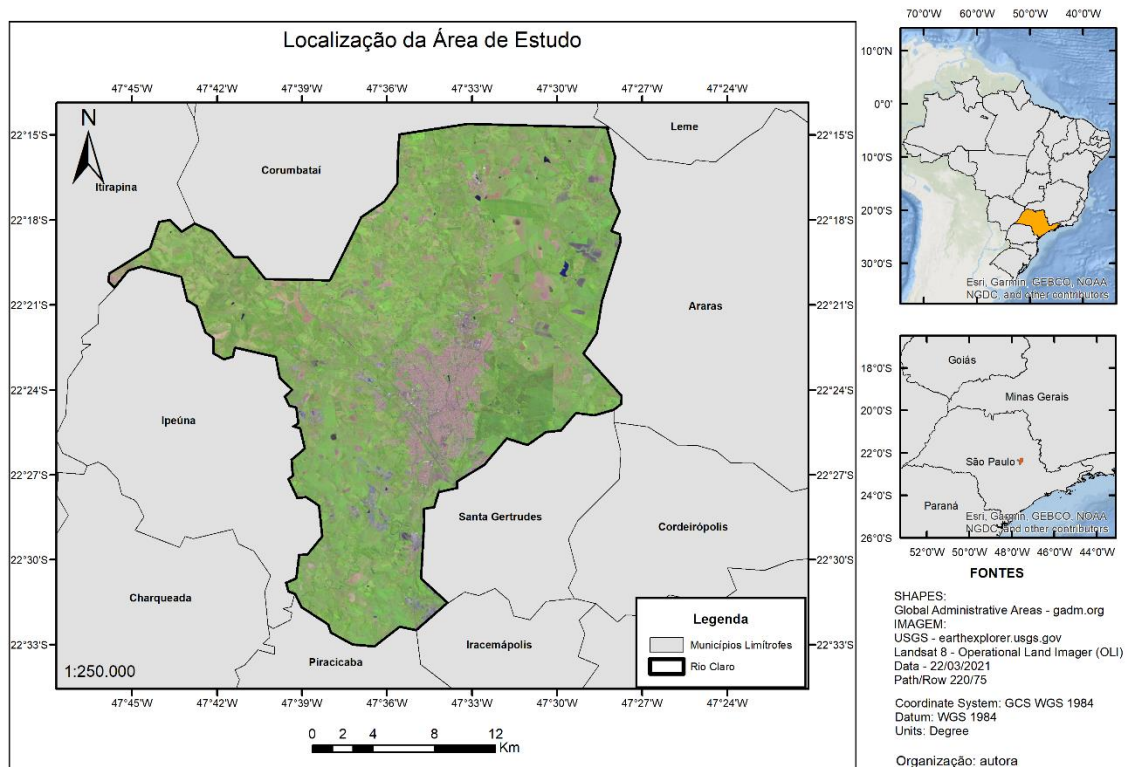 Localização da Área de Estudo
47°45'W 47°42'W 47°39'W 47°36'W 47°33'W 47°30'W 47°27'W 47°24'W
22°15'S
22°18'S
22°21'S
22°24'S
22°27'S
22°30'S
22°33'S
N
Itirapina
Corumbataí
Leme
Araras
Ipeúna
Santa Gertrudes
Cordeirópolis
Charqueada
Iracemápolis
Piracicaba
1:250.000
Legenda
Municípios Limítrofes
Rio Claro
22°15'S
22°18'S
22°21'S
22°24'S
22°27'S
22°30'S
22°33'S
47°45'W 47°42'W 47°39'W 47°36'W 47°33'W 47°30'W 47°27'W 47°24'W
0 2 4 8 12
Km
70°0'W 60°0'W 50°0'W 40°0'W
10°0'N
0°0'
10°0'S
20°0'S
30°0'S
Esri, Garmin, GEBCO, NOAA
NGDC, and other contributors
18°0'S
20°0'S
22°0'S
24°0'S
26°0'S
Goiás
Minas Gerais
São Paulo
Paraná
Esri, Garmin, GEBCO, NOAA
NGDC, and other contributors
52°0'W 50°0'W 48°0'W 46°0'W 44°0'W
FONTES
SHAPES:
Global Administrative Areas - gadm.org
IMAGEM:
USGS - earthexplorer.usgs.gov
Landsat 8 - Operational Land Imager (OLI)
Data - 22/03/2021
Path/Row 220/75
Coordinate System: GCS WGS 1984
Datum: WGS 1984
Units: Degree
Organização: autora